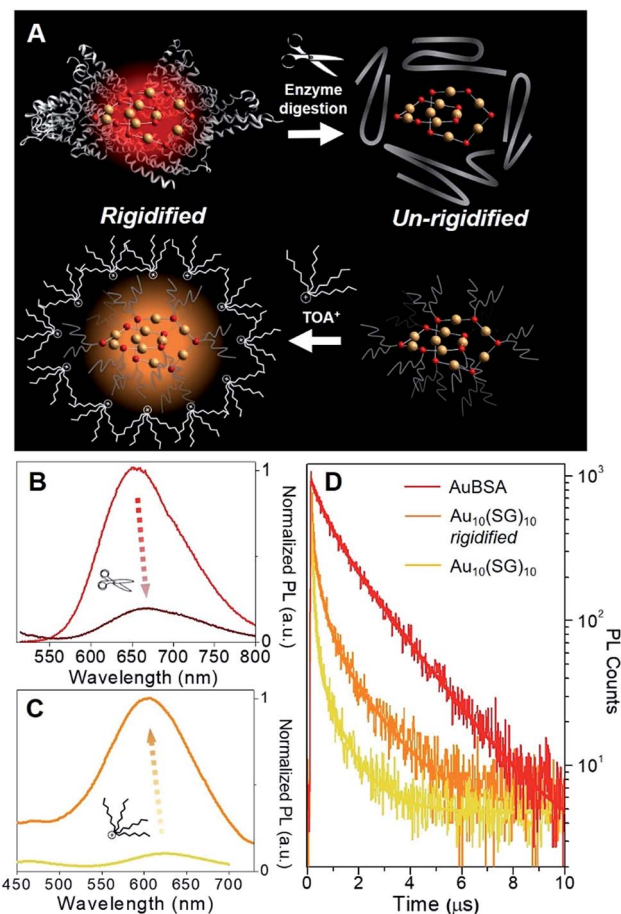 A
Enzyme
digestion
Rigidified
Un-rigidified
TOA⁺
B
1
0
Normalized PL (a.u.)
550 600 650 700 750 800
Wavelength (nm)
C
1
0
Normalized PL (a.u.)
450 500 550 600 650 700
Wavelength (nm)
D
AuBSA
Au₁₀(SG)₁₀
rigidified
Au₁₀(SG)₁₀
10³
10²
10¹
PL Counts
0 2 4 6 8 10
Time (µs)